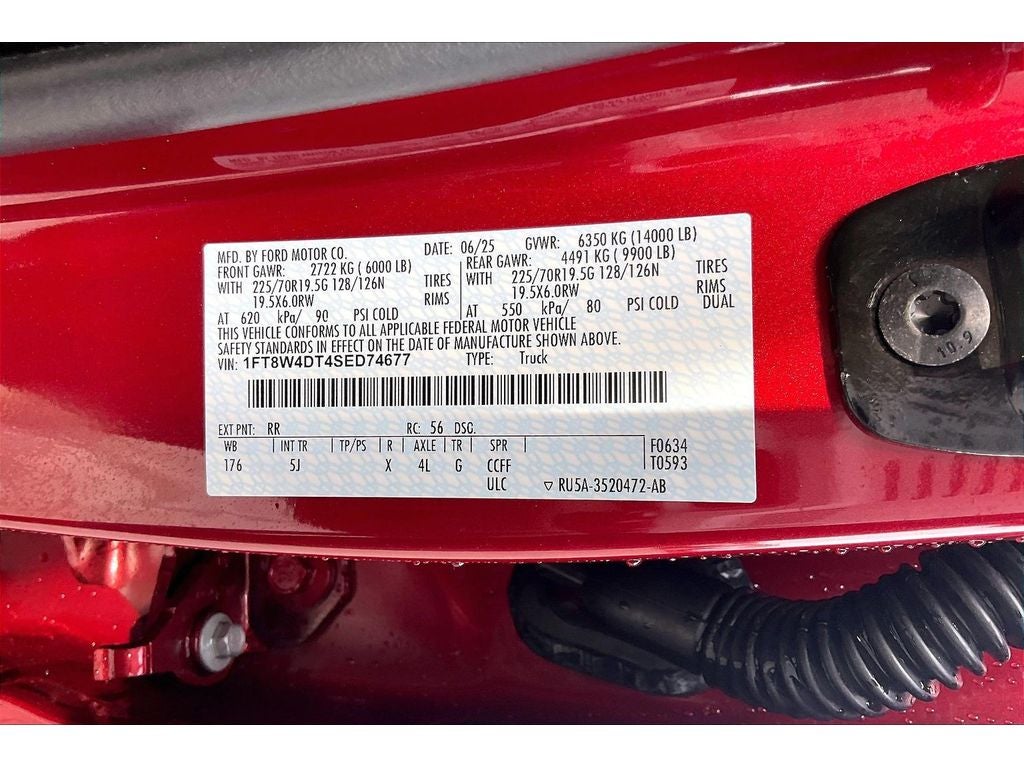 MFD. BY FORD MOTOR CO. DATE: 06/25 GVWR: 6350 KG (14000 LB)
FRONT GAWR: 2722 KG ( 6000 LB) REAR GAWR: 4491 KG ( 9900 LB)
WITH 225/70R19.5G 128/126N TIRES WITH 225/70R19.5G 128/126N TIRES
19.5X6.0RW RIMS 19.5X6.0RW RIMS
AT 620 kPa/ 90 PSI COLD AT 550 kPa/ 80 PSI COLD DUAL
THIS VEHICLE CONFORMS TO ALL APPLICABLE FEDERAL MOTOR VEHICLE
SAFETY STANDARDS IN EFFECT ON THE DATE OF MANUFACTURE SHOWN ABOVE.
VIN: 1FT8W4DT4SED74677 TYPE: Truck
EXT PNT: RR RC: 56 DSG:
WB INT TR TP/PS R AXLE TR SPR F0634
176 5J X 4L G CCFF T0593
ULC ▽ RU5A-3520472-AB
10.9